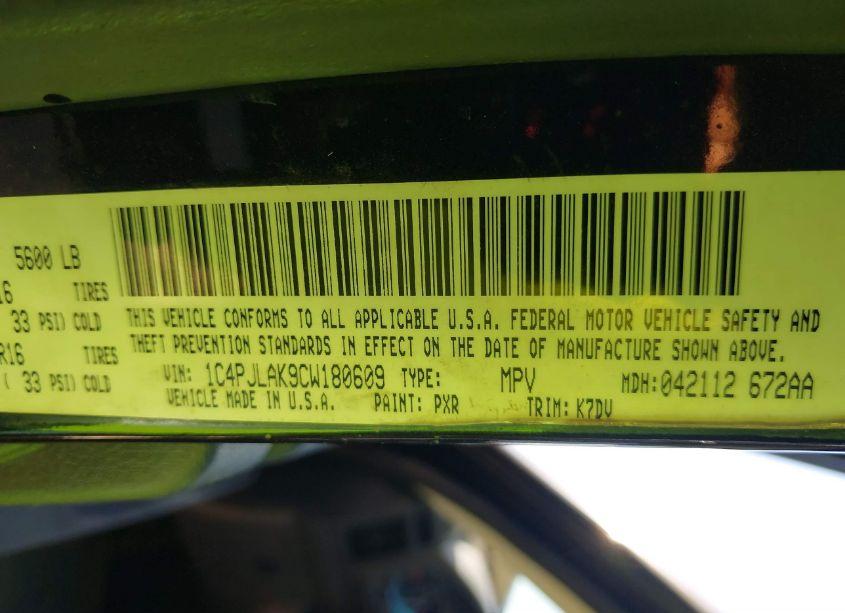 5600 LB
16 TIRES
33 PSI) COLD
R16 TIRES
( 33 PSI) COLD
THIS VEHICLE CONFORMS TO ALL APPLICABLE U.S.A. FEDERAL MOTOR VEHICLE SAFETY AND
THEFT PREVENTION STANDARDS IN EFFECT ON THE DATE OF MANUFACTURE SHOWN ABOVE.
VIN: 1C4PJLAK9CW180609 TYPE: MPV MDH: 042112 672AA
VEHICLE MADE IN U.S.A. PAINT: PXR TRIM: K7DV